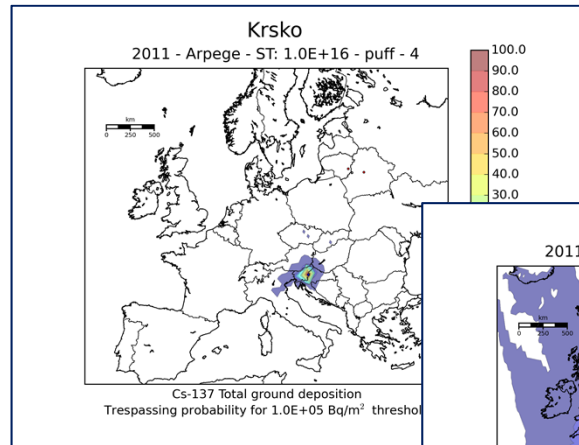 Krsko
2011 - Arpege - ST: 1.0E+16 - puff - 4
100.0
90.0
80.0
70.0
60.0
50.0
40.0
30.0
km
0 250 500
Cs-137 Total ground deposition
Trespassing probability for 1.0E+05 Bq/m² threshol
2011
km
0 250 500